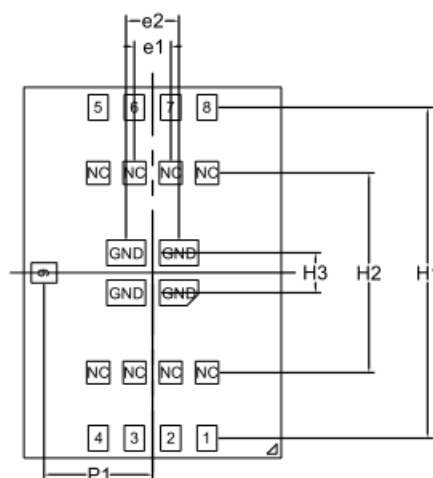 e2
e1
5 6 7 8
NC NC NC NC
GND GND
9 H3 H2 H1
GND GND
NC NC NC NC
4 3 2 1
P1